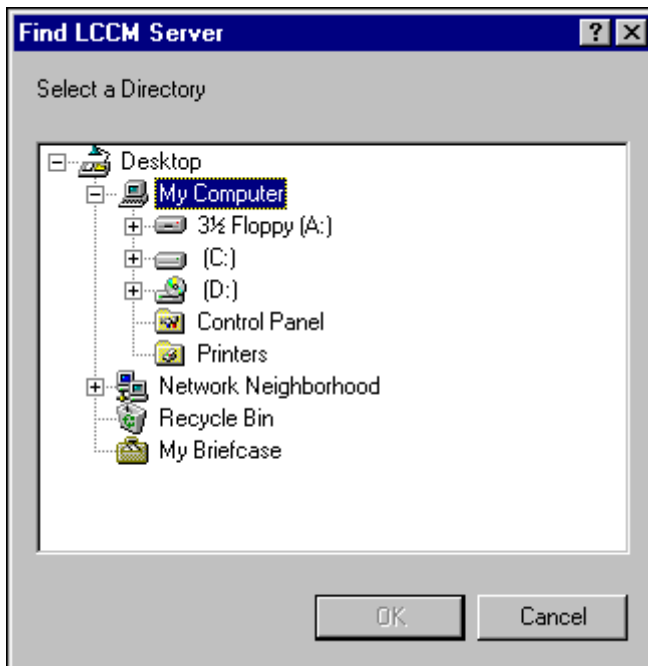 Find LCCM Server
Select a Directory
Desktop
My Computer
3½ Floppy (A:)
(C:)
(D:)
Control Panel
Printers
Network Neighborhood
Recycle Bin
My Briefcase
OK Cancel